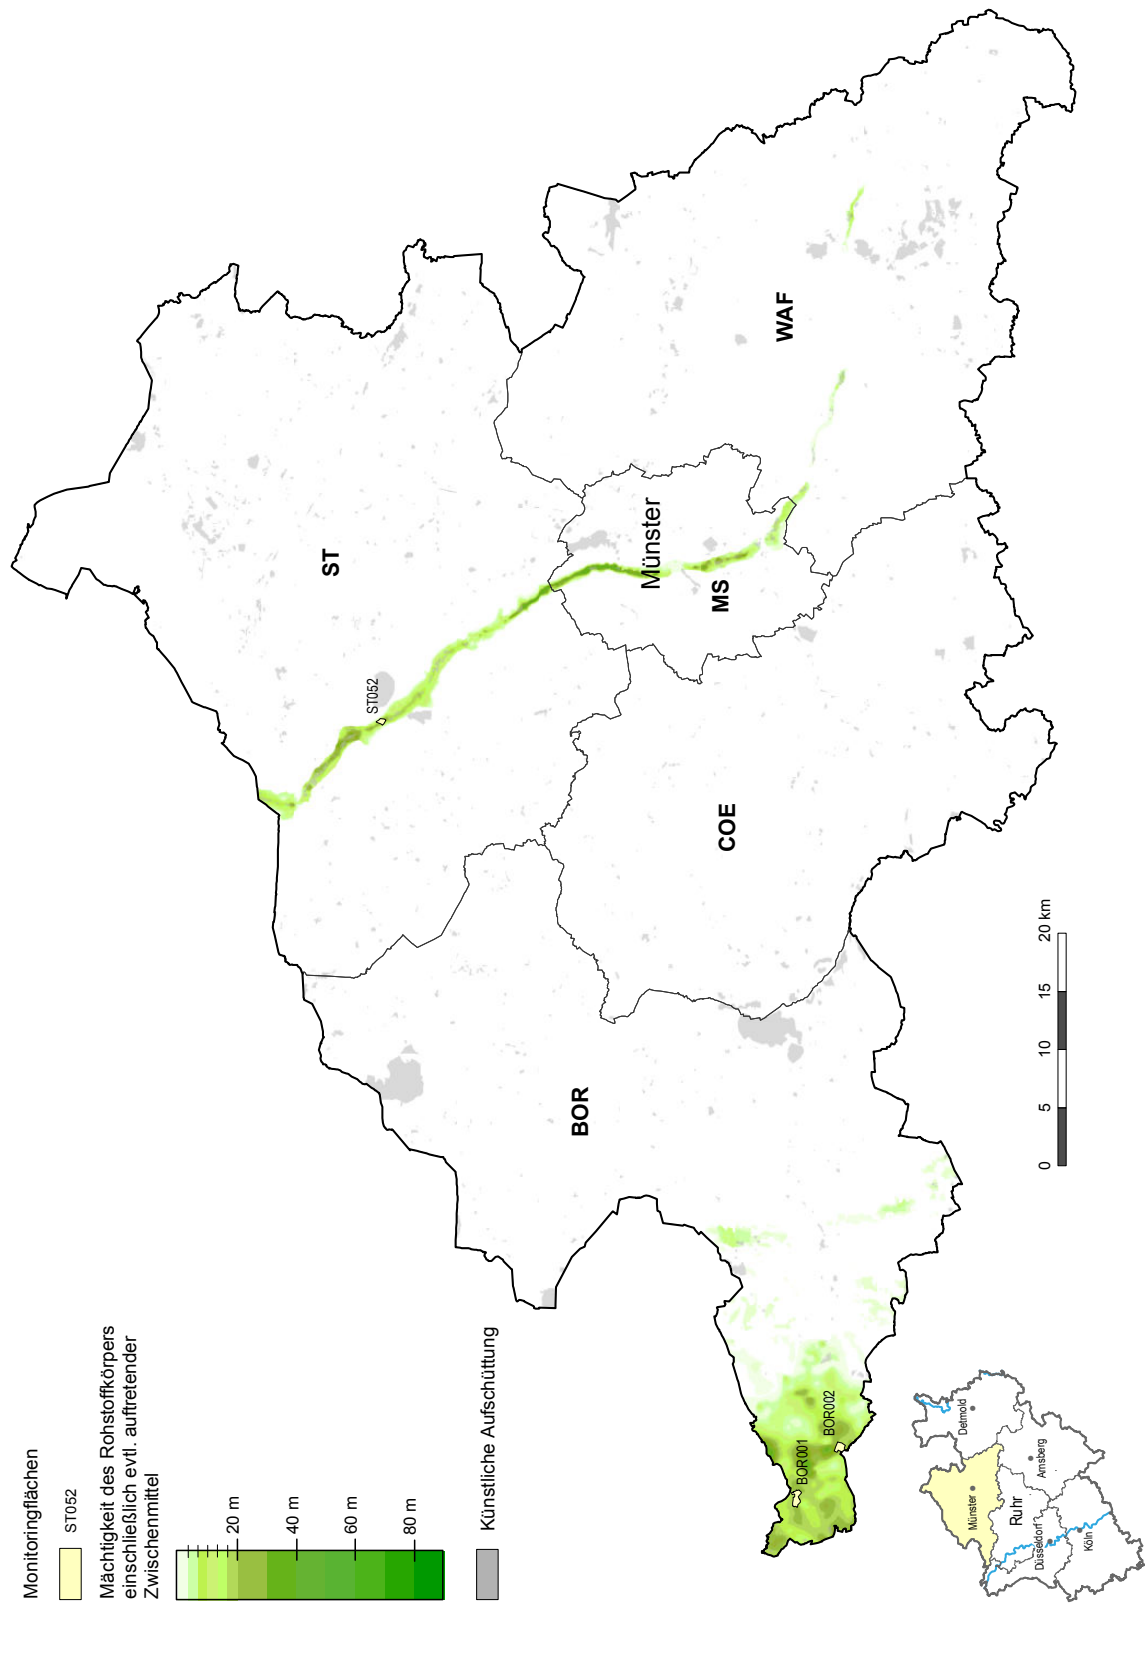 Monitoringflächen
ST052
Mächtigkeit des Rohstoffkörpers
einschließlich evtl. auftretender
Zwischenmittel
20 m
40 m
60 m
80 m
Künstliche Aufschüttung
ST
ST052
Münster
MS
WAF
COE
BOR
BOR001
BOR002
0 5 10 15 20 km
Detmold
Münster
Arnsberg
Ruhr
Düsseldorf
Köln